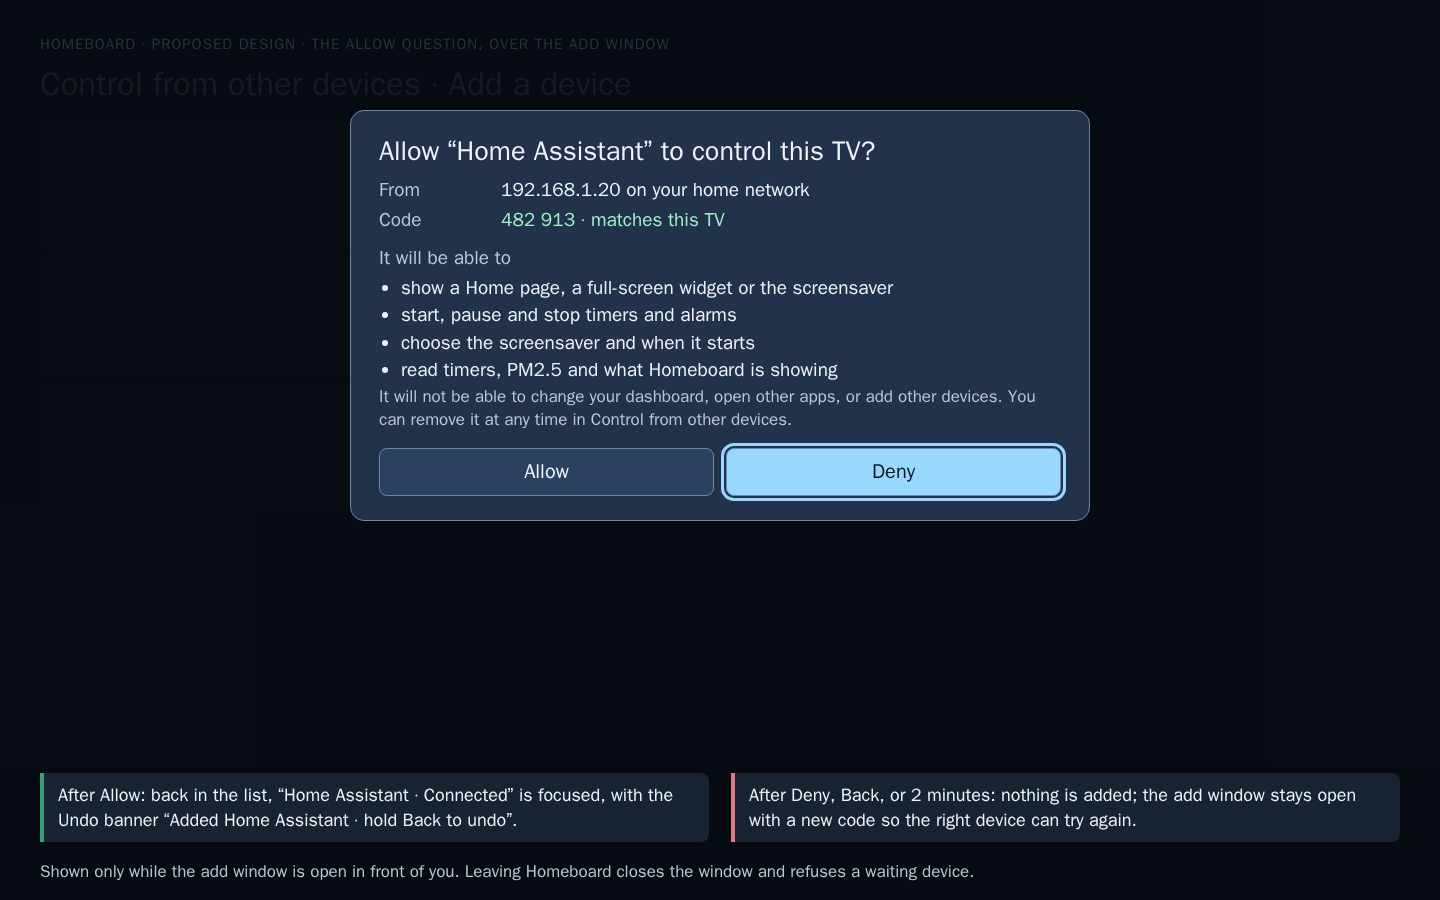 HOMEBOARD · PROPOSED DESIGN · THE ALLOW QUESTION, OVER THE ADD WINDOW
Control from other devices · Add a device
Allow “Home Assistant” to control this TV?
From 192.168.1.20 on your home network
Code 482 913 · matches this TV
It will be able to
• show a Home page, a full-screen widget or the screensaver
• start, pause and stop timers and alarms
• choose the screensaver and when it starts
• read timers, PM2.5 and what Homeboard is showing
It will not be able to change your dashboard, open other apps, or add other devices. You
can remove it at any time in Control from other devices.
Allow Deny
After Allow: back in the list, “Home Assistant · Connected” is focused, with the
Undo banner “Added Home Assistant · hold Back to undo”.
After Deny, Back, or 2 minutes: nothing is added; the add window stays open
with a new code so the right device can try again.
Shown only while the add window is open in front of you. Leaving Homeboard closes the window and refuses a waiting device.